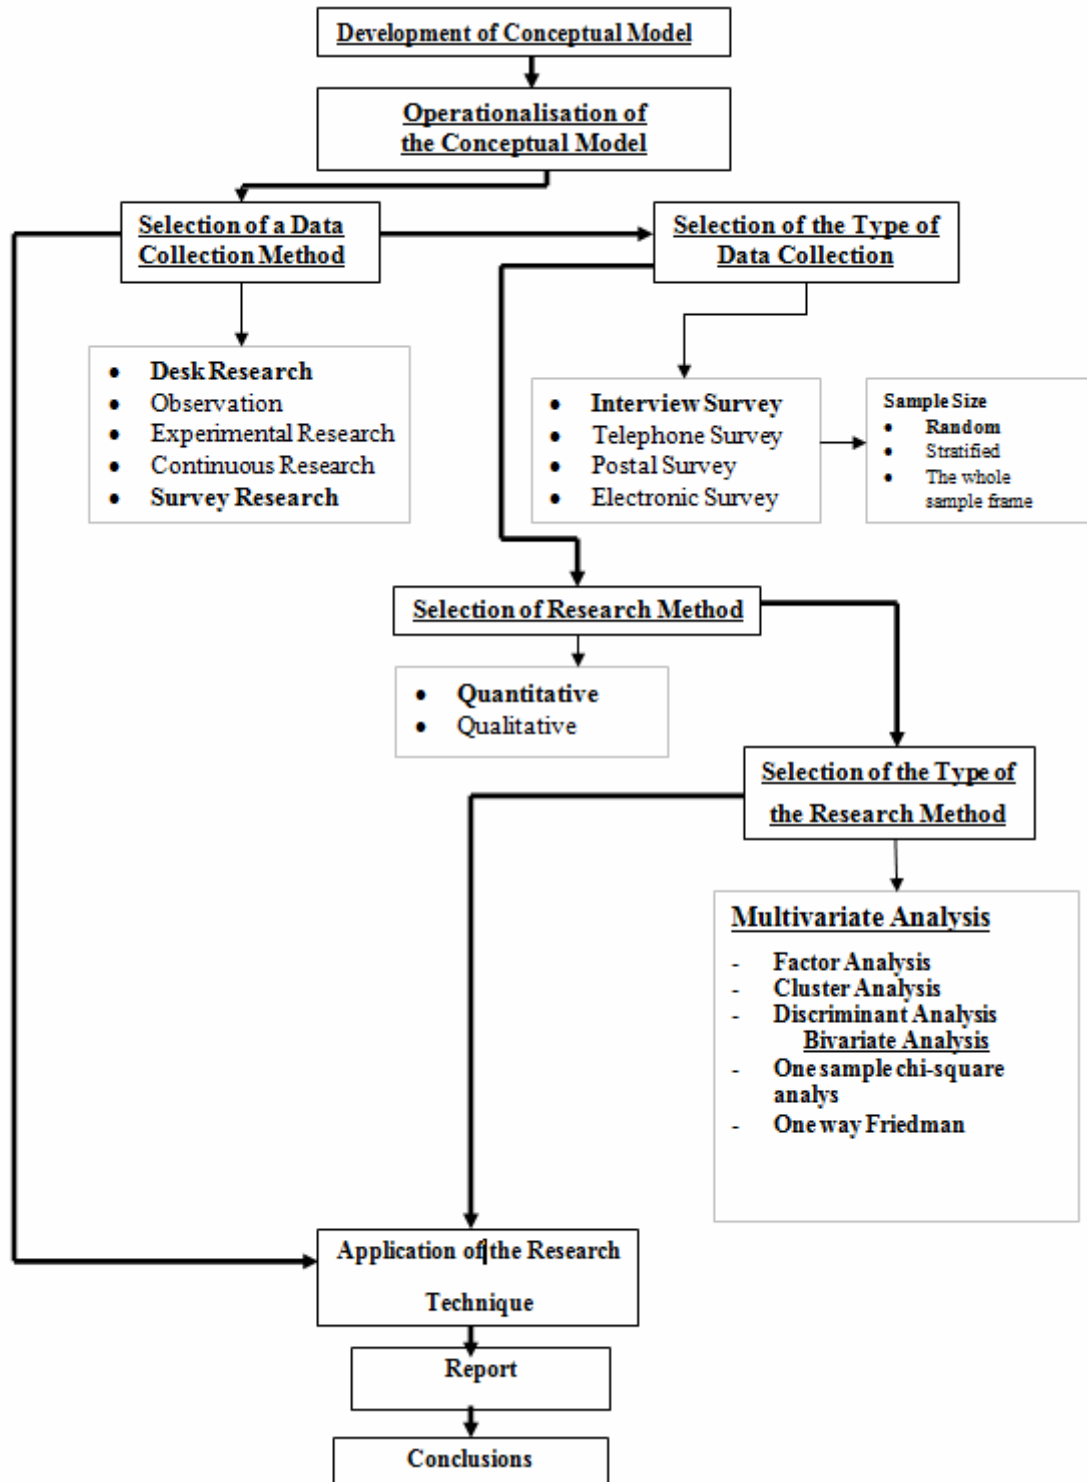 Development of Conceptual Model
Operationalisation of
the Conceptual Model
Selection of a Data
Collection Method
Selection of the Type of
Data Collection
• Desk Research
• Observation
• Experimental Research
• Continuous Research
• Survey Research
• Interview Survey
• Telephone Survey
• Postal Survey
• Electronic Survey
Sample Size
• Random
• Stratified
• The whole
sample frame
Selection of Research Method
• Quantitative
• Qualitative
Selection of the Type of
the Research Method
Multivariate Analysis
- Factor Analysis
- Cluster Analysis
- Discriminant Analysis
Bivariate Analysis
- One sample chi-square
analys
- One way Friedman
Application of the Research
Technique
Report
Conclusions